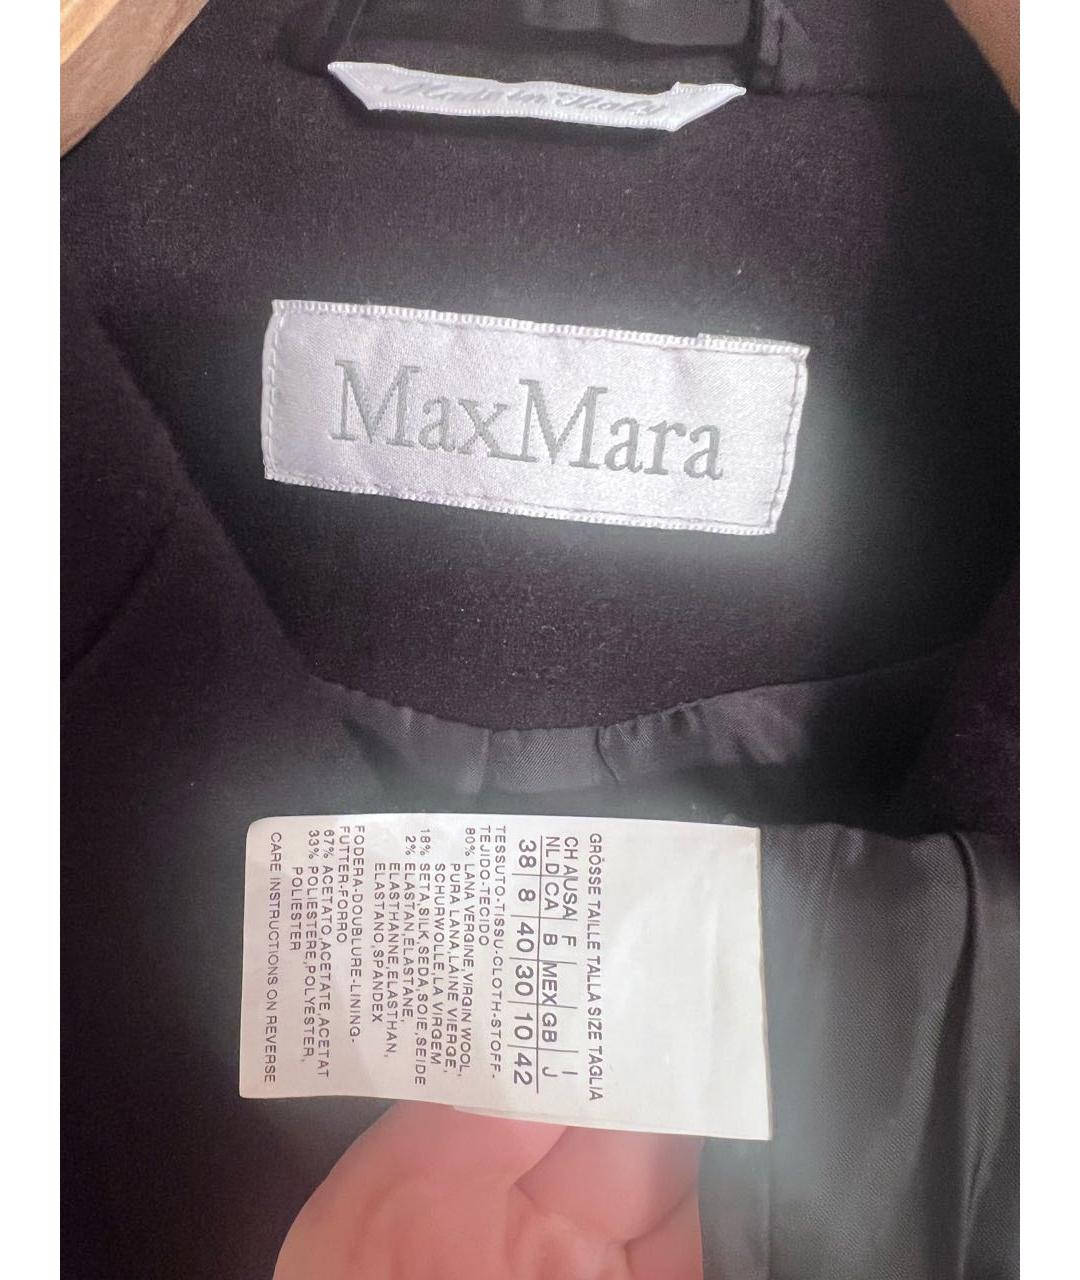 Made in Italy
MaxMara
GRÖSSE TAILLE TALLA SIZE TAGLIA
CH A USA F I
NL D CA B MEX GB J
38 8 40 30 10 42
TESSUTO-TISSU-CLOTH-STOFF-
TEJIDO-TECIDO
80% LANA VERGINE,VIRGIN WOOL,
PURA LANA,LAINE VIERGE,
SCHURWOLLE,LA VIRGEM
18% SETA,SILK,SEDA,SOIE,SEIDE
2% ELASTAN,ÉLASTANE,
ELASTHANNE,ELASTHAN,
ELASTANO,SPANDEX
FODERA-DOUBLURE-LINING-
FUTTER-FORRO
67% ACETATO,ACETATE,ACETAT
33% POLIESTERE,POLYESTER,
POLIESTER
CARE INSTRUCTIONS ON REVERSE